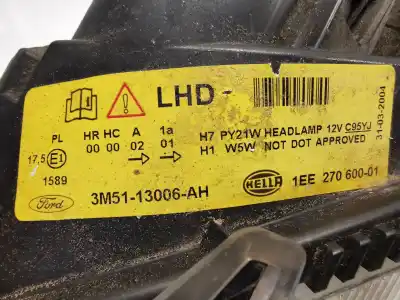 LHD -
PL HR HC A 1a
00 00 02 01
17,5 E1
1589
H7 PY21W HEADLAMP 12V C95YJ
H1 W5W NOT DOT APPROVED
31-03-2004
Ford
3M51-13006-AH
HELLA
1EE 270 600-01